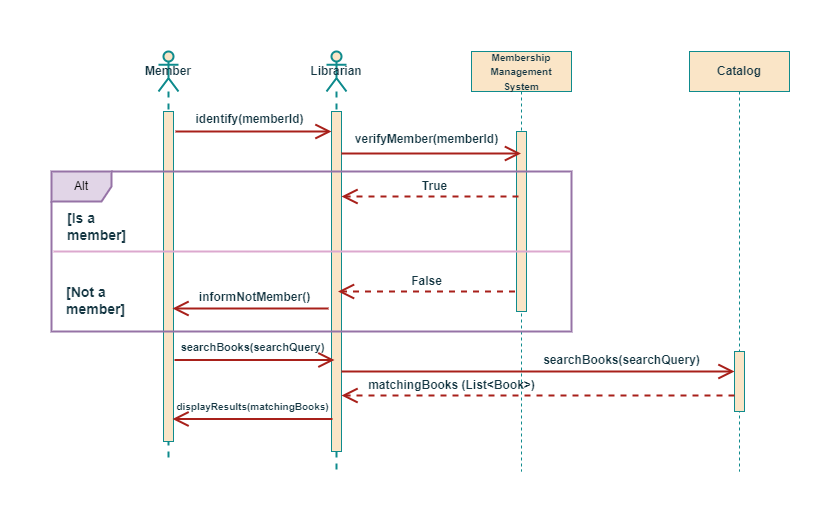 Member
Librarian
Membership
Management
System
Catalog
identify(memberId)
verifyMember(memberId)
Alt
True
[Is a
member]
False
[Not a
member]
informNotMember()
searchBooks(searchQuery)
searchBooks(searchQuery)
matchingBooks (List<Book>)
displayResults(matchingBooks)